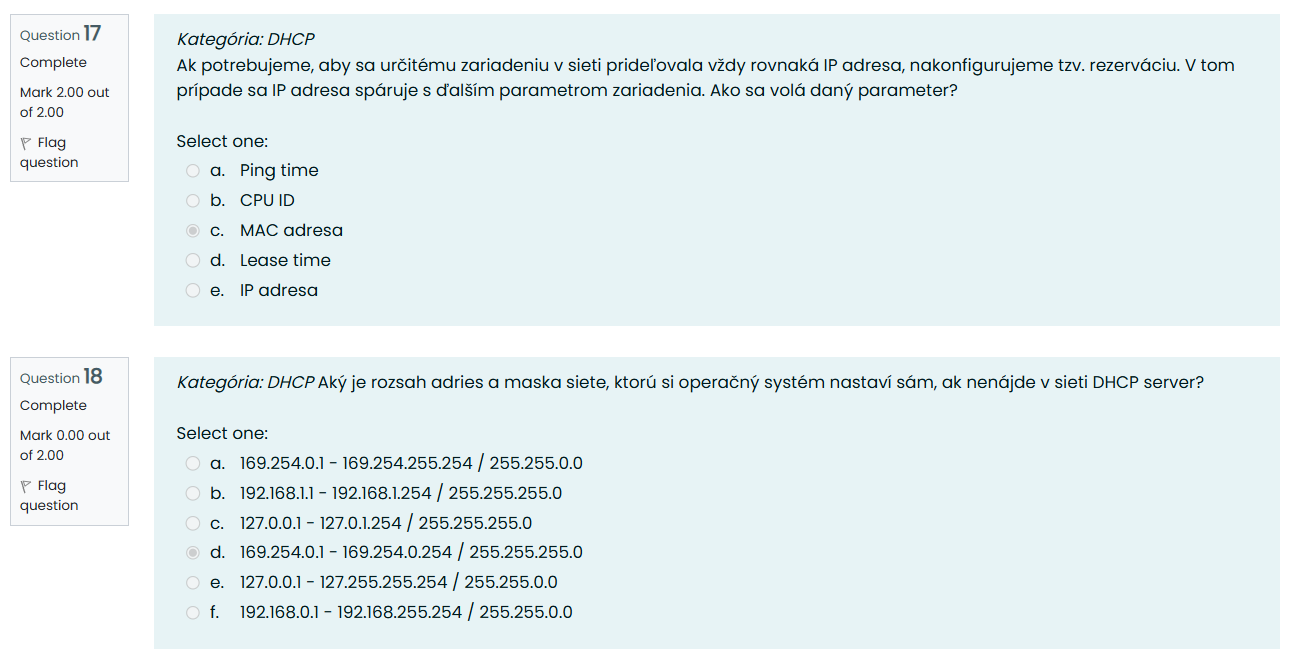 Question 17
Complete
Mark 2.00 out
of 2.00
Flag
question
Kategória: DHCP
Ak potrebujeme, aby sa určitému zariadeniu v sieti prideľovala vždy rovnaká IP adresa, nakonfigurujeme tzv. rezerváciu. V tom
prípade sa IP adresa spáruje s ďalším parametrom zariadenia. Ako sa volá daný parameter?
Select one:
a. Ping time
b. CPU ID
c. MAC adresa
d. Lease time
e. IP adresa
Question 18
Complete
Mark 0.00 out
of 2.00
Flag
question
Kategória: DHCP Aký je rozsah adries a maska siete, ktorú si operačný systém nastaví sám, ak nenájde v sieti DHCP server?
Select one:
a. 169.254.0.1 - 169.254.255.254 / 255.255.0.0
b. 192.168.1.1 - 192.168.1.254 / 255.255.255.0
c. 127.0.0.1 - 127.0.1.254 / 255.255.255.0
d. 169.254.0.1 - 169.254.0.254 / 255.255.255.0
e. 127.0.0.1 - 127.255.255.254 / 255.255.0.0
f. 192.168.0.1 - 192.168.255.254 / 255.255.0.0